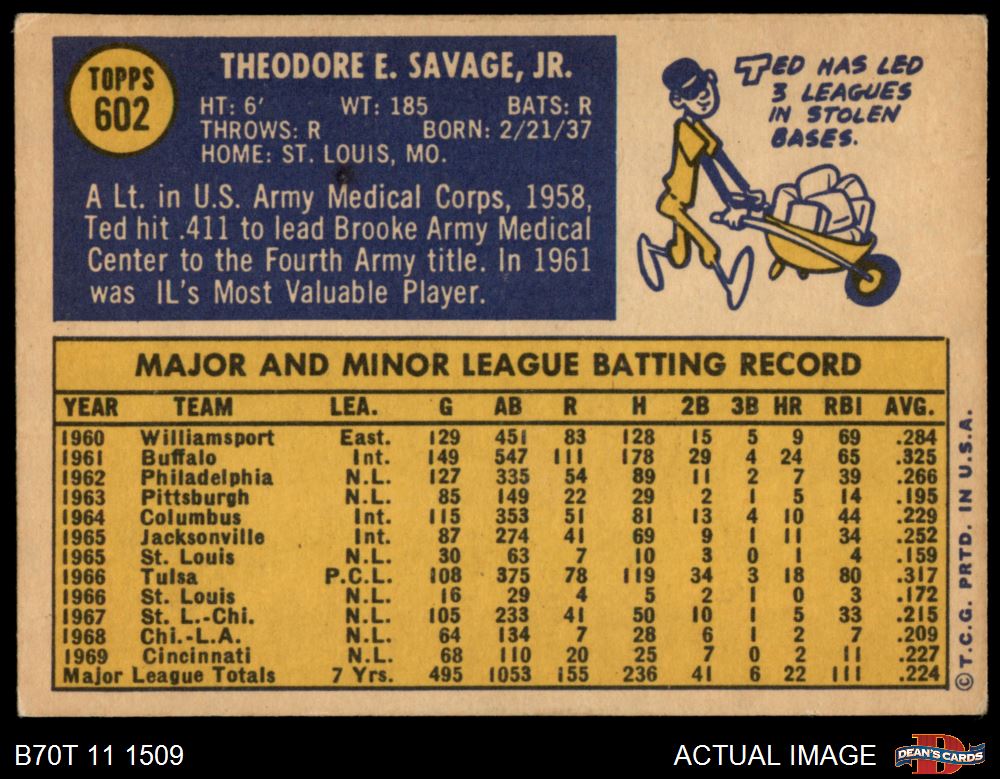 TOPPS
602
THEODORE E. SAVAGE, JR.
HT: 6' WT: 185 BATS: R
THROWS: R BORN: 2/21/37
HOME: ST. LOUIS, MO.
A Lt. in U.S. Army Medical Corps, 1958,
Ted hit .411 to lead Brooke Army Medical
Center to the Fourth Army title. In 1961
was IL's Most Valuable Player.
TED HAS LED
3 LEAGUES
IN STOLEN
BASES.
MAJOR AND MINOR LEAGUE BATTING RECORD
YEAR TEAM LEA. G AB R H 2B 3B HR RBI AVG.
1960 Williamsport East. 129 451 83 128 15 5 9 69 .284
1961 Buffalo Int. 149 547 111 178 29 4 24 65 .325
1962 Philadelphia N.L. 127 335 54 89 11 2 7 39 .266
1963 Pittsburgh N.L. 85 149 22 29 2 1 5 14 .195
1964 Columbus Int. 115 353 51 81 13 4 10 44 .229
1965 Jacksonville Int. 87 274 41 69 9 1 11 34 .252
1965 St. Louis N.L. 30 63 7 10 3 0 1 4 .159
1966 Tulsa P.C.L. 108 375 78 119 34 3 18 80 .317
1966 St. Louis N.L. 16 29 4 5 2 1 0 3 .172
1967 St. L.-Chi. N.L. 105 233 41 50 10 1 5 33 .215
1968 Chi.-L.A. N.L. 64 134 7 28 6 1 2 7 .209
1969 Cincinnati N.L. 68 110 20 25 7 0 2 11 .227
Major League Totals 7 Yrs. 495 1053 155 236 41 6 22 111 .224
©T.C.G. PRTD. IN U.S.A.
B70T 11 1509
ACTUAL IMAGE
D
DEAN'S CARDS